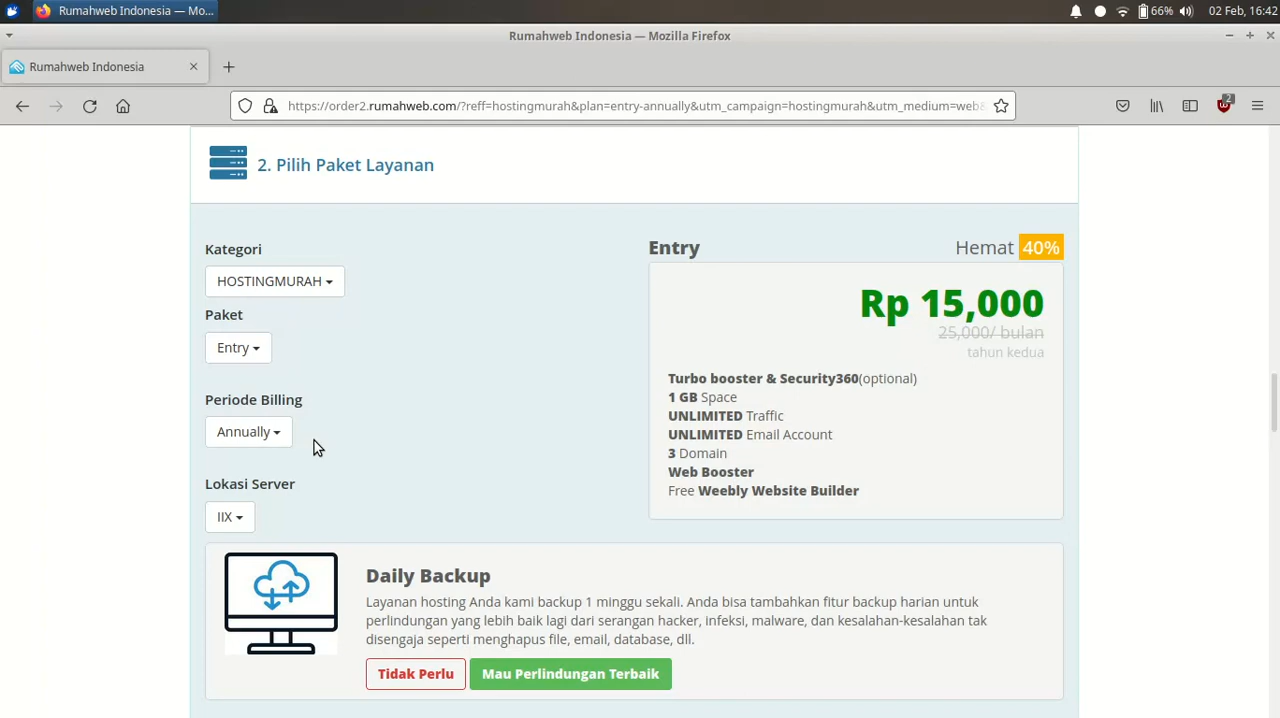 Rumahweb Indonesia — Mo...
66%
02 Feb, 16:42
Rumahweb Indonesia — Mozilla Firefox
Rumahweb Indonesia
https://order2.rumahweb.com/?reff=hostingmurah&plan=entry-annually&utm_campaign=hostingmurah&utm_medium=web&
2
2. Pilih Paket Layanan
Kategori
HOSTINGMURAH
Paket
Entry
Periode Billing
Annually
Lokasi Server
IIX
Entry
Hemat 40%
Rp 15,000
25,000/ bulan
tahun kedua
Turbo booster & Security360(optional)
1 GB Space
UNLIMITED Traffic
UNLIMITED Email Account
3 Domain
Web Booster
Free Weebly Website Builder
Daily Backup
Layanan hosting Anda kami backup 1 minggu sekali. Anda bisa tambahkan fitur backup harian untuk
perlindungan yang lebih baik lagi dari serangan hacker, infeksi, malware, dan kesalahan-kesalahan tak
disengaja seperti menghapus file, email, database, dll.
Tidak Perlu
Mau Perlindungan Terbaik